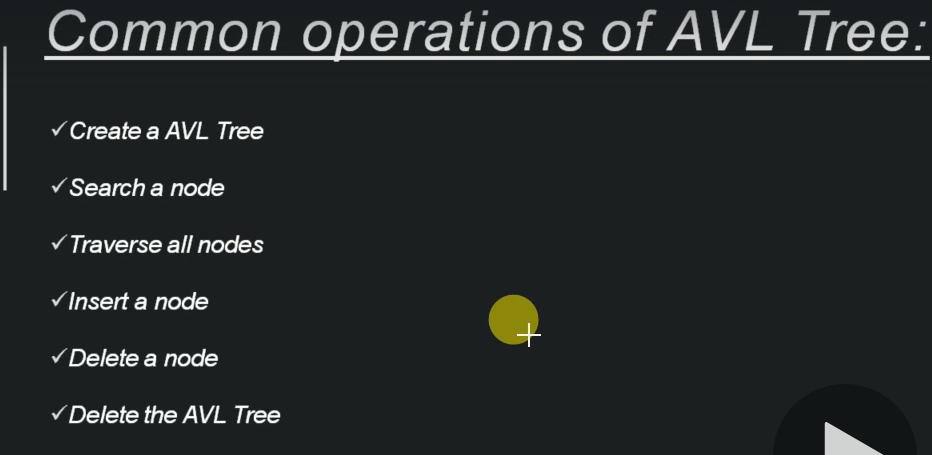 Common operations of AVL Tree:
✓Create a AVL Tree
✓Search a node
✓Traverse all nodes
✓Insert a node
✓Delete a node
✓Delete the AVL Tree